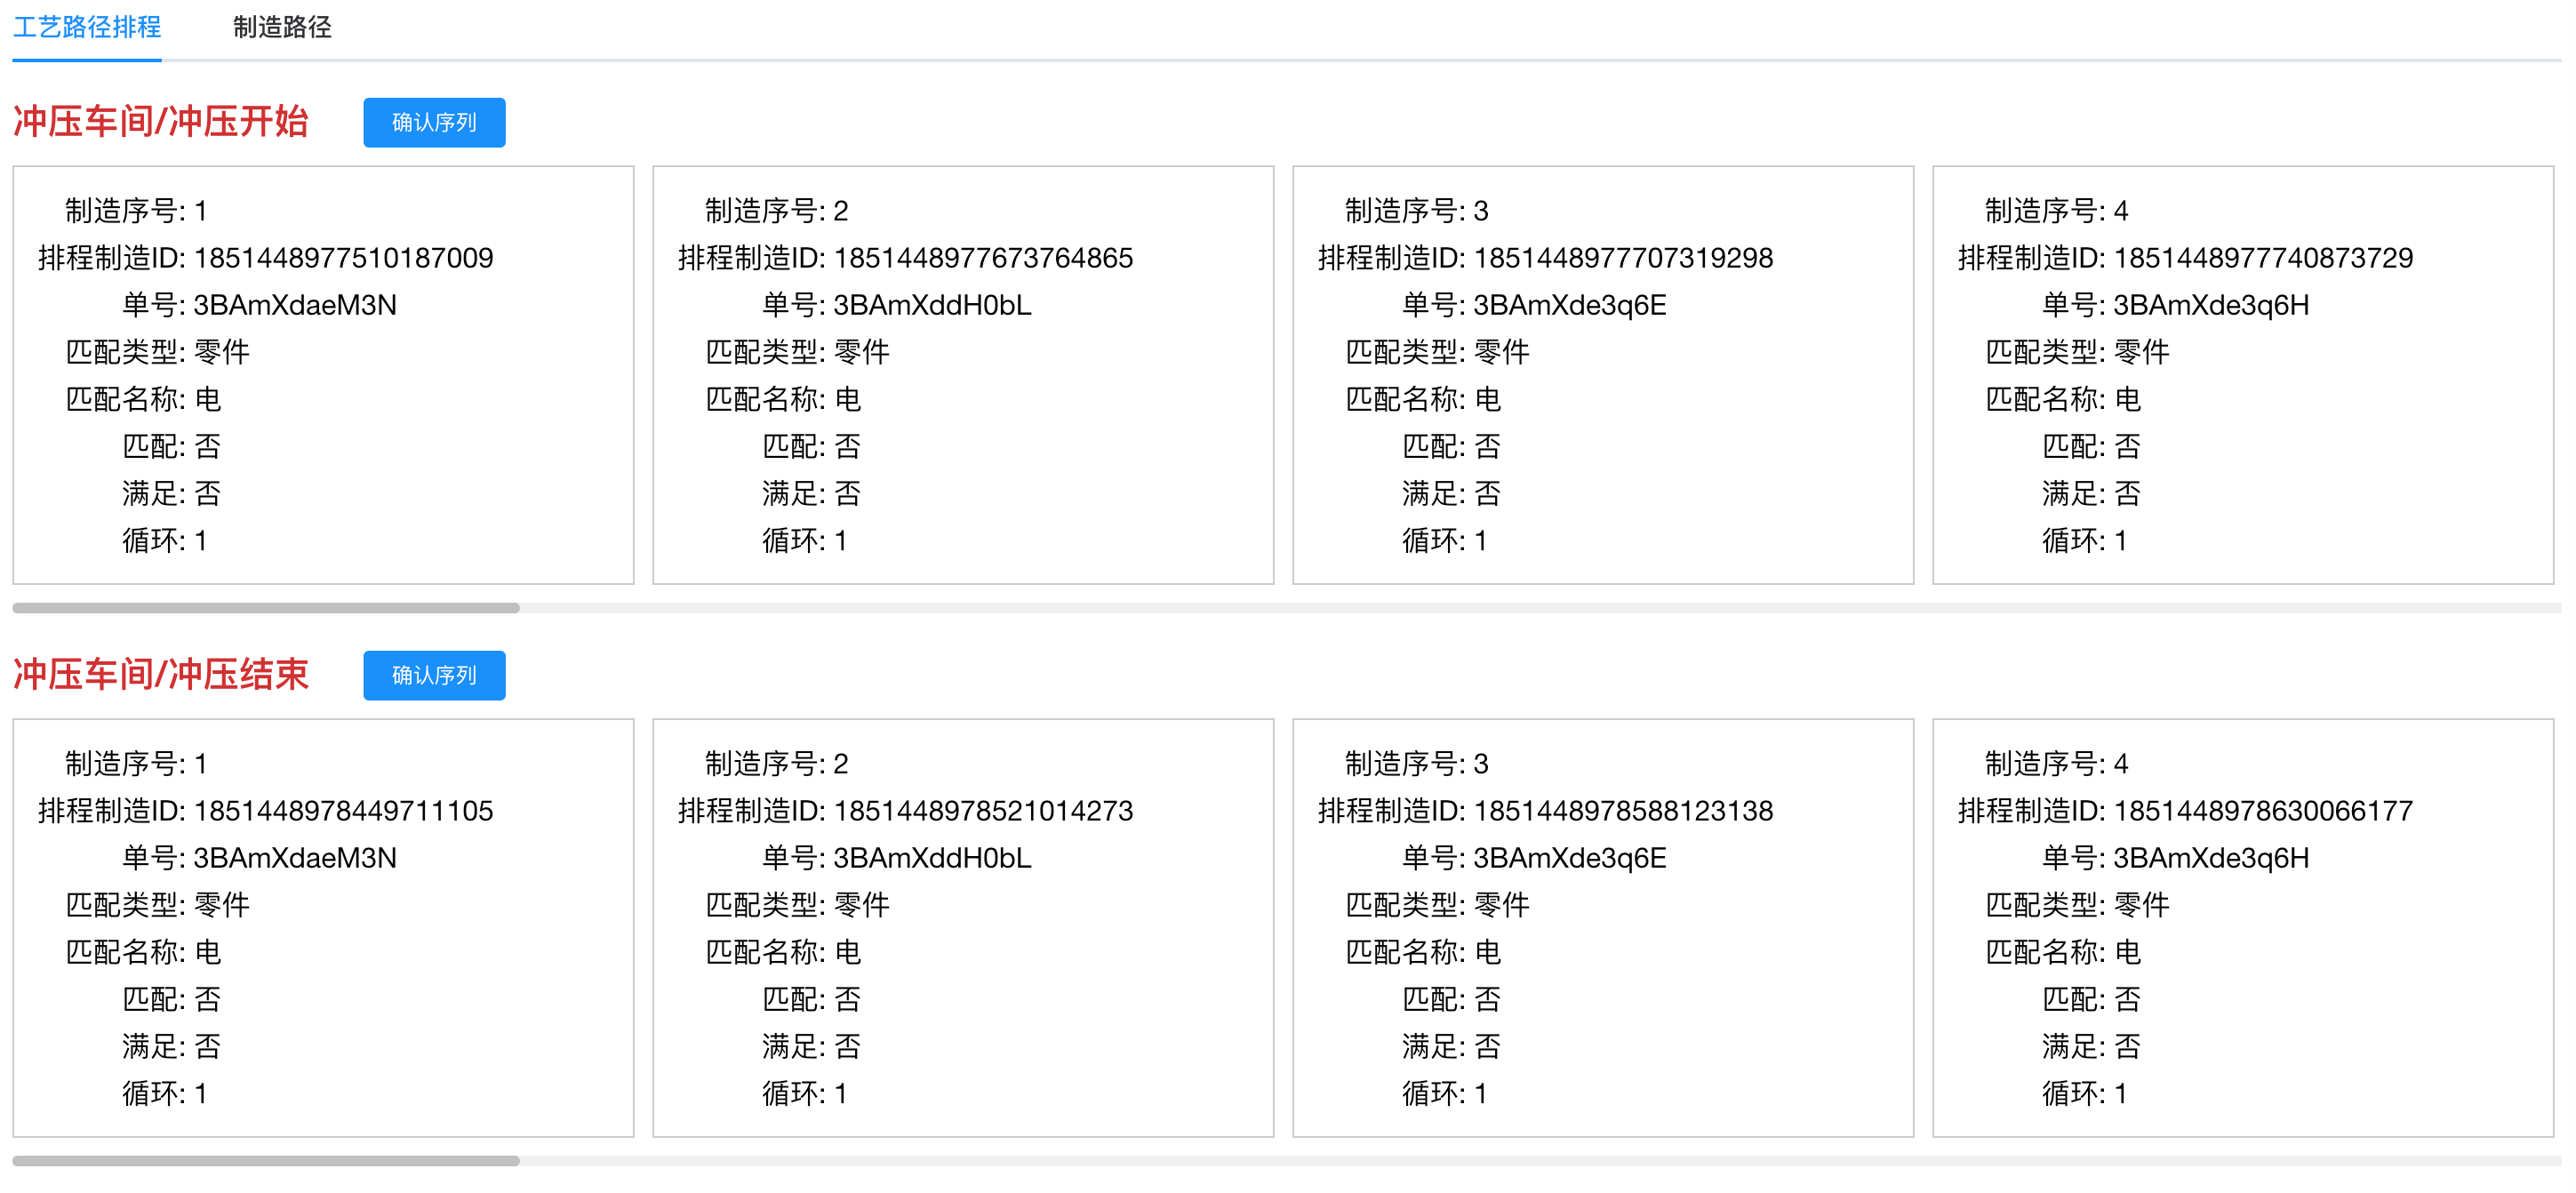 工艺路径排程 制造路径
冲压车间/冲压开始 确认序列
制造序号: 1
排程制造ID: 1851448977510187009
单号: 3BAmXdaeM3N
匹配类型: 零件
匹配名称: 电
匹配: 否
满足: 否
循环: 1
制造序号: 2
排程制造ID: 1851448977673764865
单号: 3BAmXddH0bL
匹配类型: 零件
匹配名称: 电
匹配: 否
满足: 否
循环: 1
制造序号: 3
排程制造ID: 1851448977707319298
单号: 3BAmXde3q6E
匹配类型: 零件
匹配名称: 电
匹配: 否
满足: 否
循环: 1
制造序号: 4
排程制造ID: 1851448977740873729
单号: 3BAmXde3q6H
匹配类型: 零件
匹配名称: 电
匹配: 否
满足: 否
循环: 1
冲压车间/冲压结束 确认序列
制造序号: 1
排程制造ID: 1851448978449711105
单号: 3BAmXdaeM3N
匹配类型: 零件
匹配名称: 电
匹配: 否
满足: 否
循环: 1
制造序号: 2
排程制造ID: 1851448978521014273
单号: 3BAmXddH0bL
匹配类型: 零件
匹配名称: 电
匹配: 否
满足: 否
循环: 1
制造序号: 3
排程制造ID: 1851448978588123138
单号: 3BAmXde3q6E
匹配类型: 零件
匹配名称: 电
匹配: 否
满足: 否
循环: 1
制造序号: 4
排程制造ID: 1851448978630066177
单号: 3BAmXde3q6H
匹配类型: 零件
匹配名称: 电
匹配: 否
满足: 否
循环: 1